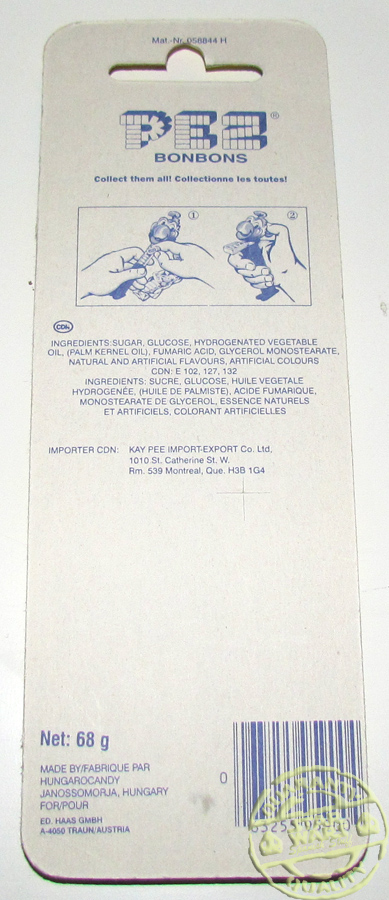 Mat.-Nr. 058844 H
PEZ®
BONBONS
Collect them all! Collectionne les toutes!
① ②
CDN.
INGREDIENTS:SUGAR, GLUCOSE, HYDROGENATED VEGETABLE
OIL, (PALM KERNEL OIL), FUMARIC ACID, GLYCEROL MONOSTEARATE,
NATURAL AND ARTIFICIAL FLAVOURS, ARTIFICIAL COLOURS
CDN: E 102, 127, 132
INGREDIENTS: SUCRE, GLUCOSE, HUILE VEGETALE
HYDROGENÉE, (HUILE DE PALMISTE), ACIDE FUMARIQUE,
MONOSTEARATE DE GLYCEROL, ESSENCE NATURELS
ET ARTIFICIELS, COLORANT ARTIFICIELLES
IMPORTER CDN: KAY PEE IMPORT-EXPORT Co. Ltd,
1010 St. Catherine St. W.
Rm. 539 Montreal, Que. H3B 1G4
Net: 68 g
MADE BY/FABRIQUE PAR
HUNGAROCANDY
JANOSSOMORJA, HUNGARY
FOR/POUR
ED. HAAS GMBH
A-4050 TRAUN/AUSTRIA
0
QUALITY